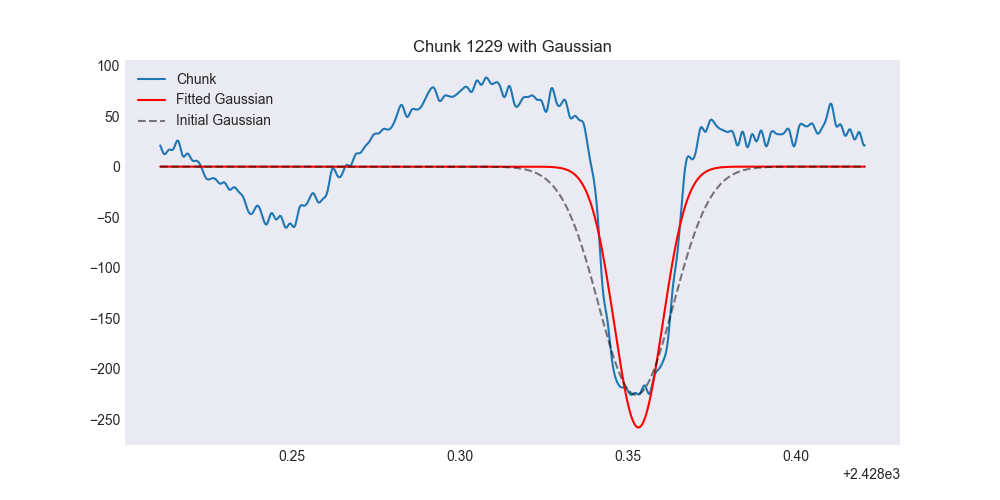 Chunk 1229 with Gaussian
Chunk
Fitted Gaussian
Initial Gaussian
100
50
0
−50
−100
−150
−200
−250
0.25 0.30 0.35 0.40
+2.428e3